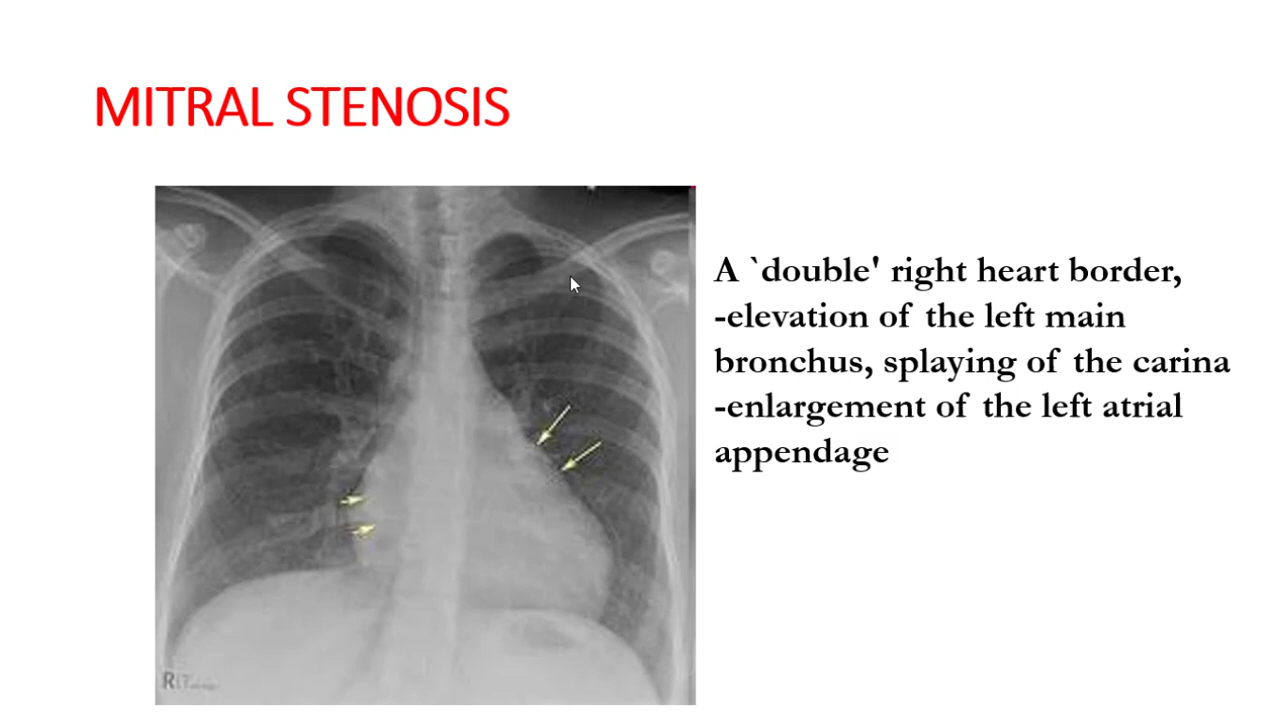 MITRAL STENOSIS
A `double' right heart border,
-elevation of the left main
bronchus, splaying of the carina
-enlargement of the left atrial
appendage
R